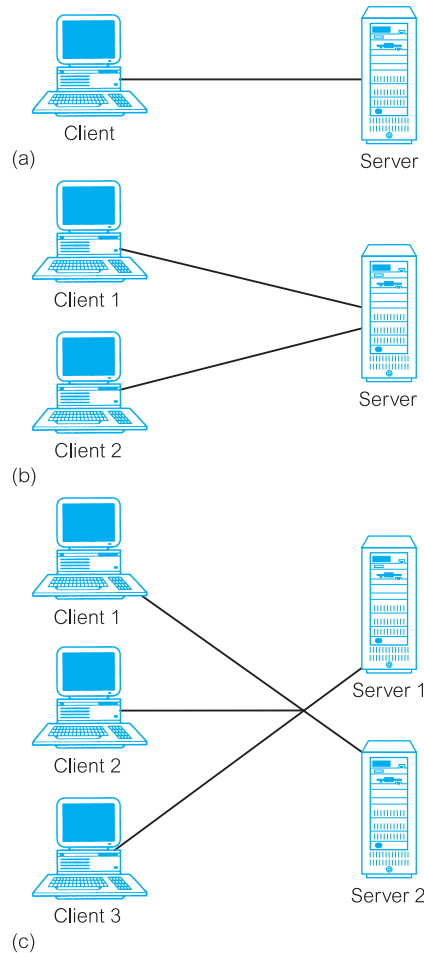 Client
Server
(a)
Client 1
Server
Client 2
(b)
Client 1
Server 1
Client 2
Server 2
Client 3
(c)